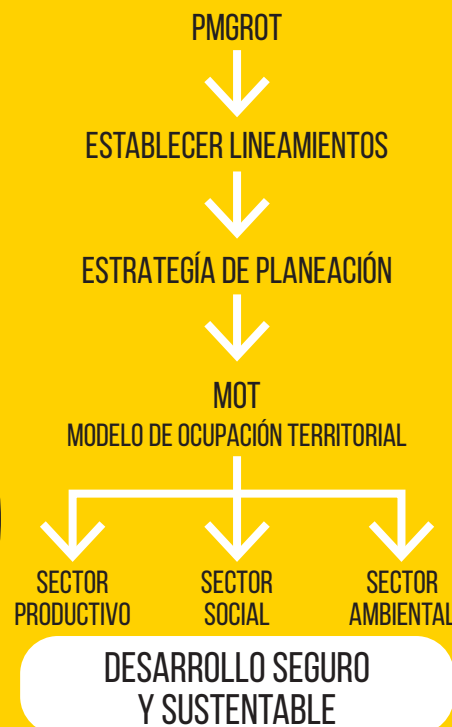 PMGROT
ESTABLECER LINEAMIENTOS
ESTRATEGÍA DE PLANEACIÓN
MOT
MODELO DE OCUPACIÓN TERRITORIAL
SECTOR
PRODUCTIVO
SECTOR
SOCIAL
SECTOR
AMBIENTAL
DESARROLLO SEGURO
Y SUSTENTABLE